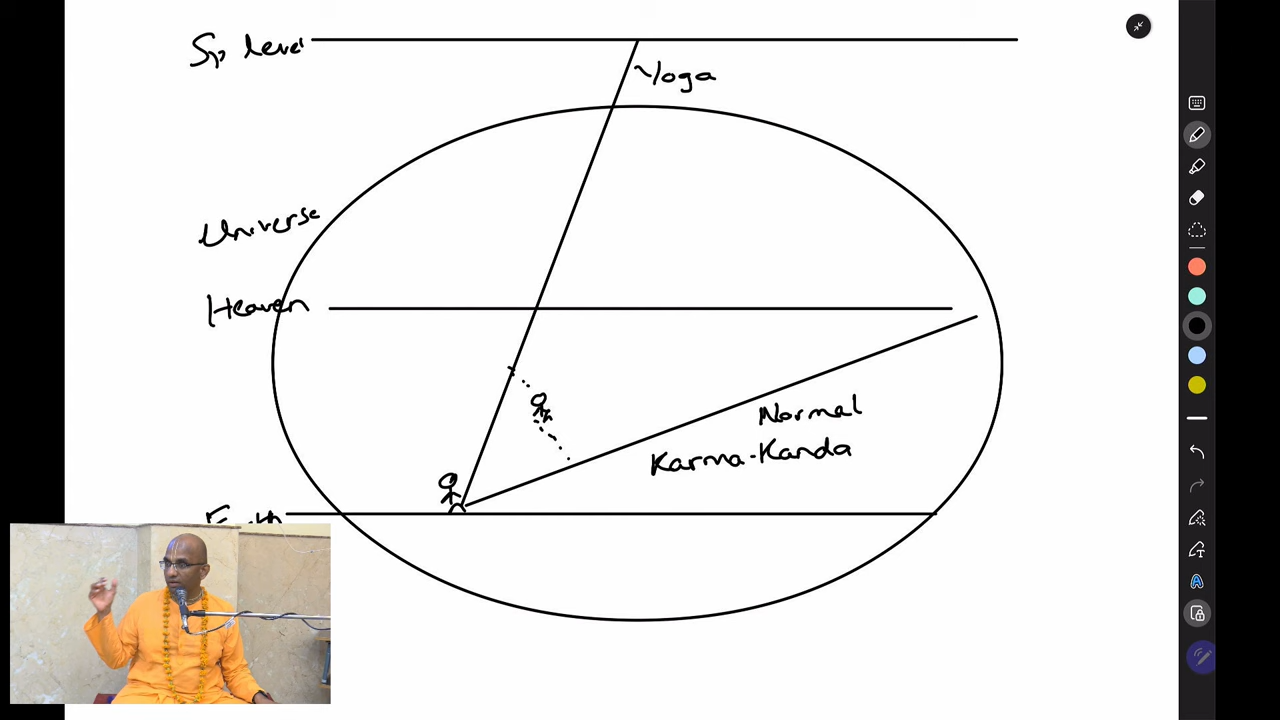 Sp level
Yoga
Universe
Heaven
Normal
Karma-Kanda